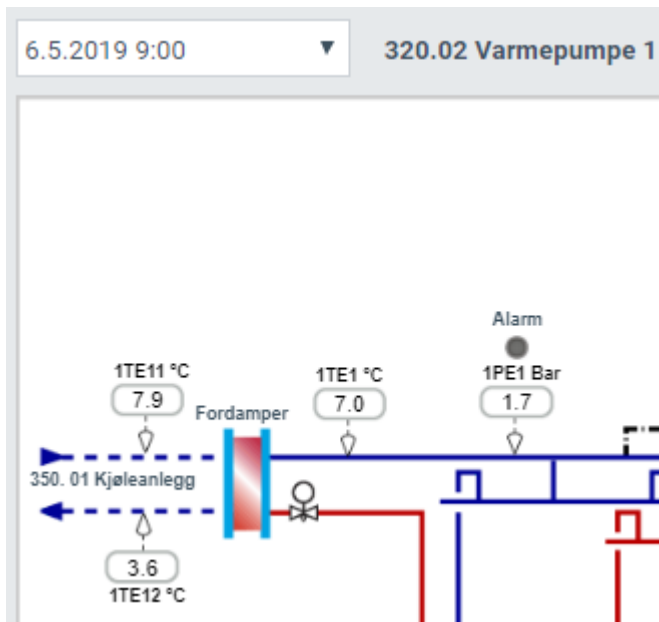 6.5.2019 9:00 ▼ 320.02 Varmepumpe 1
Alarm
1TE11 °C 1TE1 °C 1PE1 Bar
7.9 Fordamper 7.0 1.7
350. 01 Kjøleanlegg
3.6
1TE12 °C